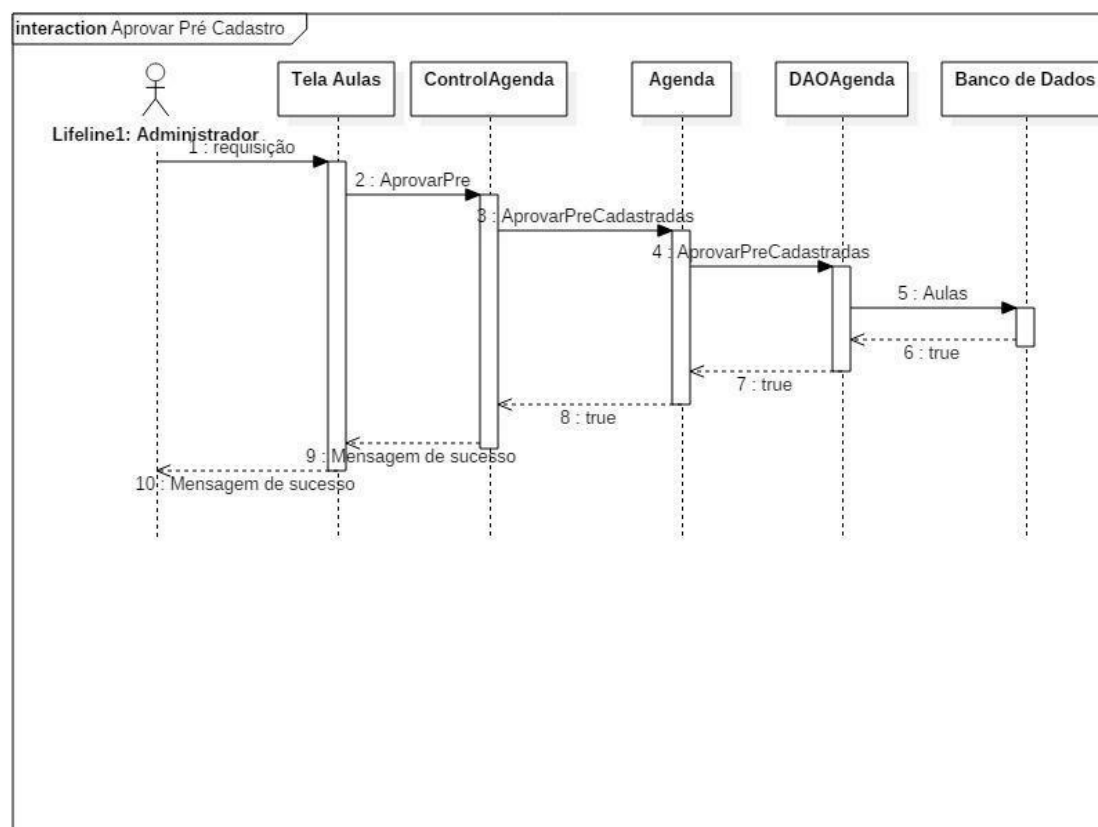 interaction Aprovar Pré Cadastro
Tela Aulas
ControlAgenda
Agenda
DAOAgenda
Banco de Dados
Lifeline1: Administrador
1 : requisição
2 : AprovarPre
3 : AprovarPreCadastradas
4 : AprovarPreCadastradas
5 : Aulas
6 : true
7 : true
8 : true
9 : Mensagem de sucesso
10 : Mensagem de sucesso